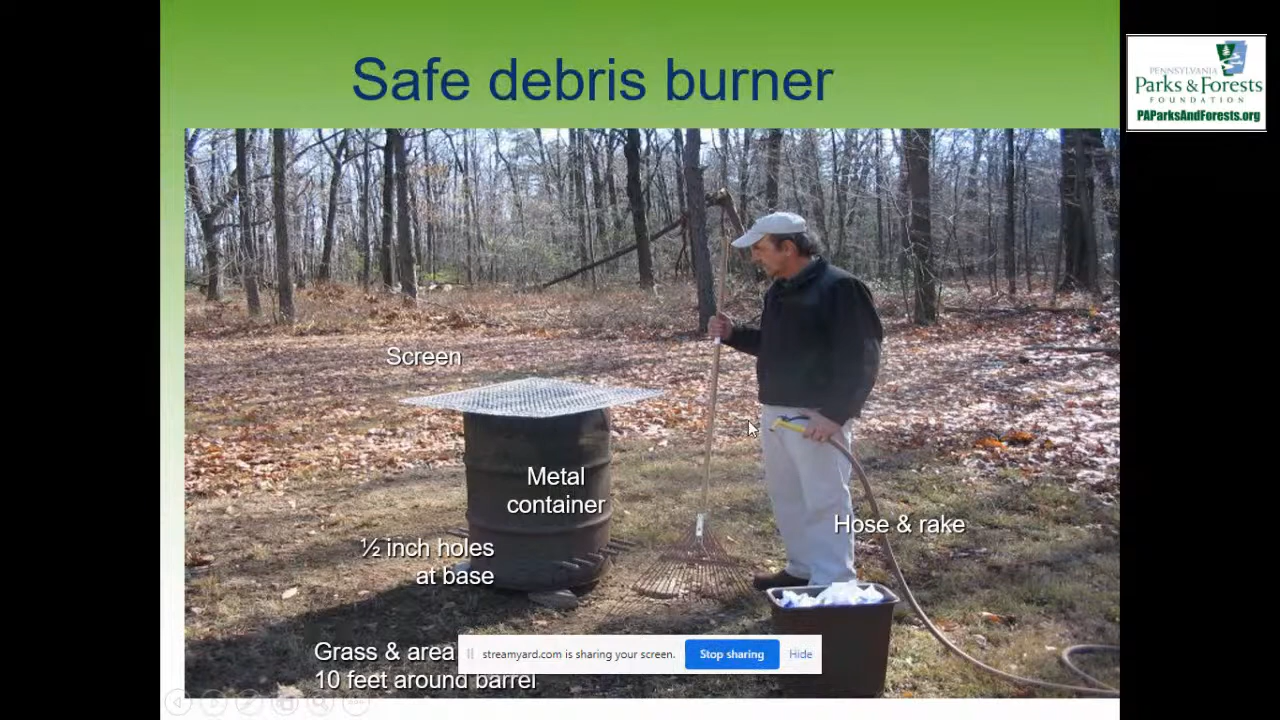 Safe debris burner
PENNSYLVANIA
Parks & Forests
FOUNDATION
PAParksAndForests.org
Screen
Metal
container
½ inch holes
at base
Hose & rake
Grass & area
10 feet around barrel
streamyard.com is sharing your screen.
Stop sharing
Hide